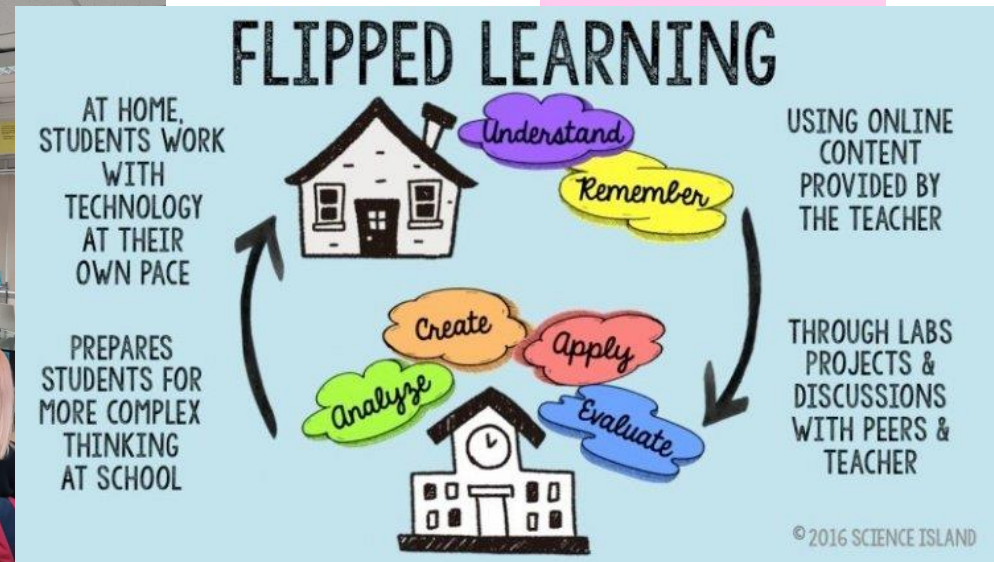 FLIPPED LEARNING
AT HOME,
STUDENTS WORK
WITH
TECHNOLOGY
AT THEIR
OWN PACE
Understand
Remember
USING ONLINE
CONTENT
PROVIDED BY
THE TEACHER
PREPARES
STUDENTS FOR
MORE COMPLEX
THINKING
AT SCHOOL
Create
Apply
Analyze
Evaluate
THROUGH LABS
PROJECTS &
DISCUSSIONS
WITH PEERS &
TEACHER
© 2016 SCIENCE ISLAND